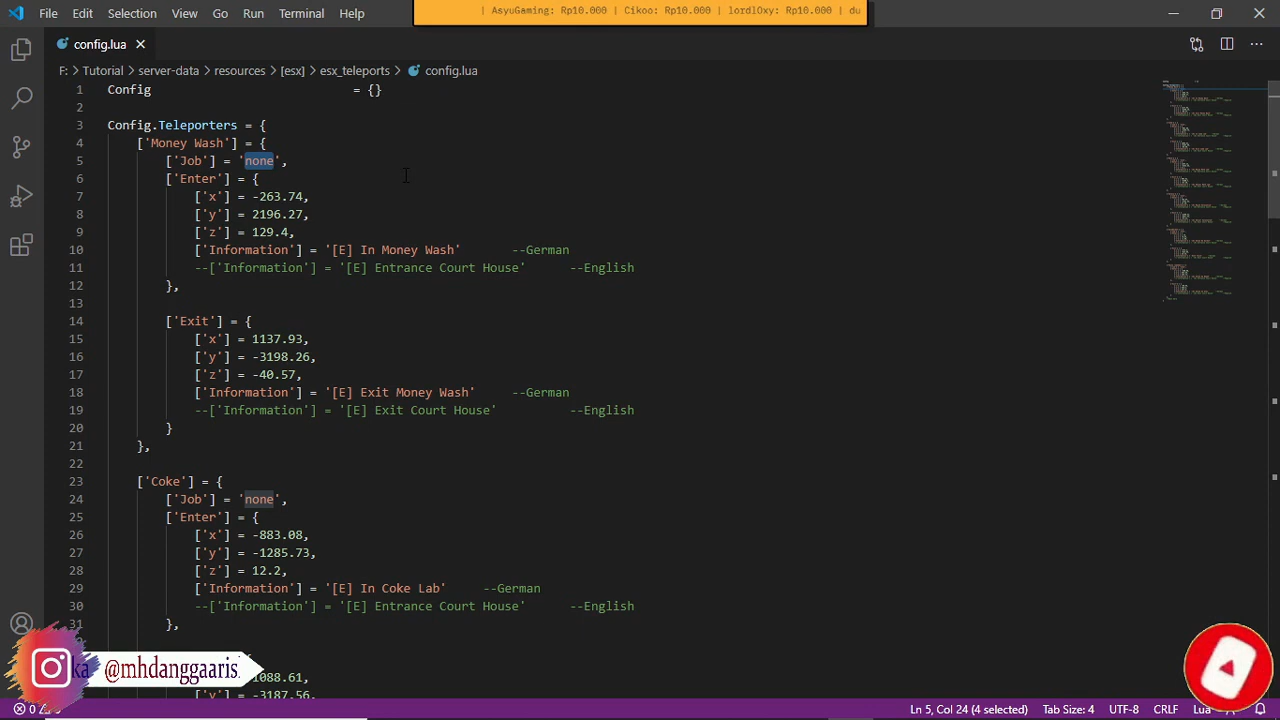 File Edit Selection View Go Run Terminal Help
| AsyuGaming: Rp10.000 | Cikoo: Rp10.000 | lordlOxy: Rp10.000 | du
config.lua
F: > Tutorial > server-data > resources > [esx] > esx_teleports > config.lua
1 Config = {}
2
3 Config.Teleporters = {
4 ['Money Wash'] = {
5 ['Job'] = 'none',
6 ['Enter'] = {
7 ['x'] = -263.74,
8 ['y'] = 2196.27,
9 ['z'] = 129.4,
10 ['Information'] = '[E] In Money Wash' --German
11 --['Information'] = '[E] Entrance Court House' --English
12 },
13
14 ['Exit'] = {
15 ['x'] = 1137.93,
16 ['y'] = -3198.26,
17 ['z'] = -40.57,
18 ['Information'] = '[E] Exit Money Wash' --German
19 --['Information'] = '[E] Exit Court House' --English
20 }
21 },
22
23 ['Coke'] = {
24 ['Job'] = 'none',
25 ['Enter'] = {
26 ['x'] = -883.08,
27 ['y'] = -1285.73,
28 ['z'] = 12.2,
29 ['Information'] = '[E] In Coke Lab' --German
30 --['Information'] = '[E] Entrance Court House' --English
31 },
ka @mhdanggaaris
1088.61,
['y'] = -3187.56,
0 Ln 5, Col 24 (4 selected) Tab Size: 4 UTF-8 CRLF Lua